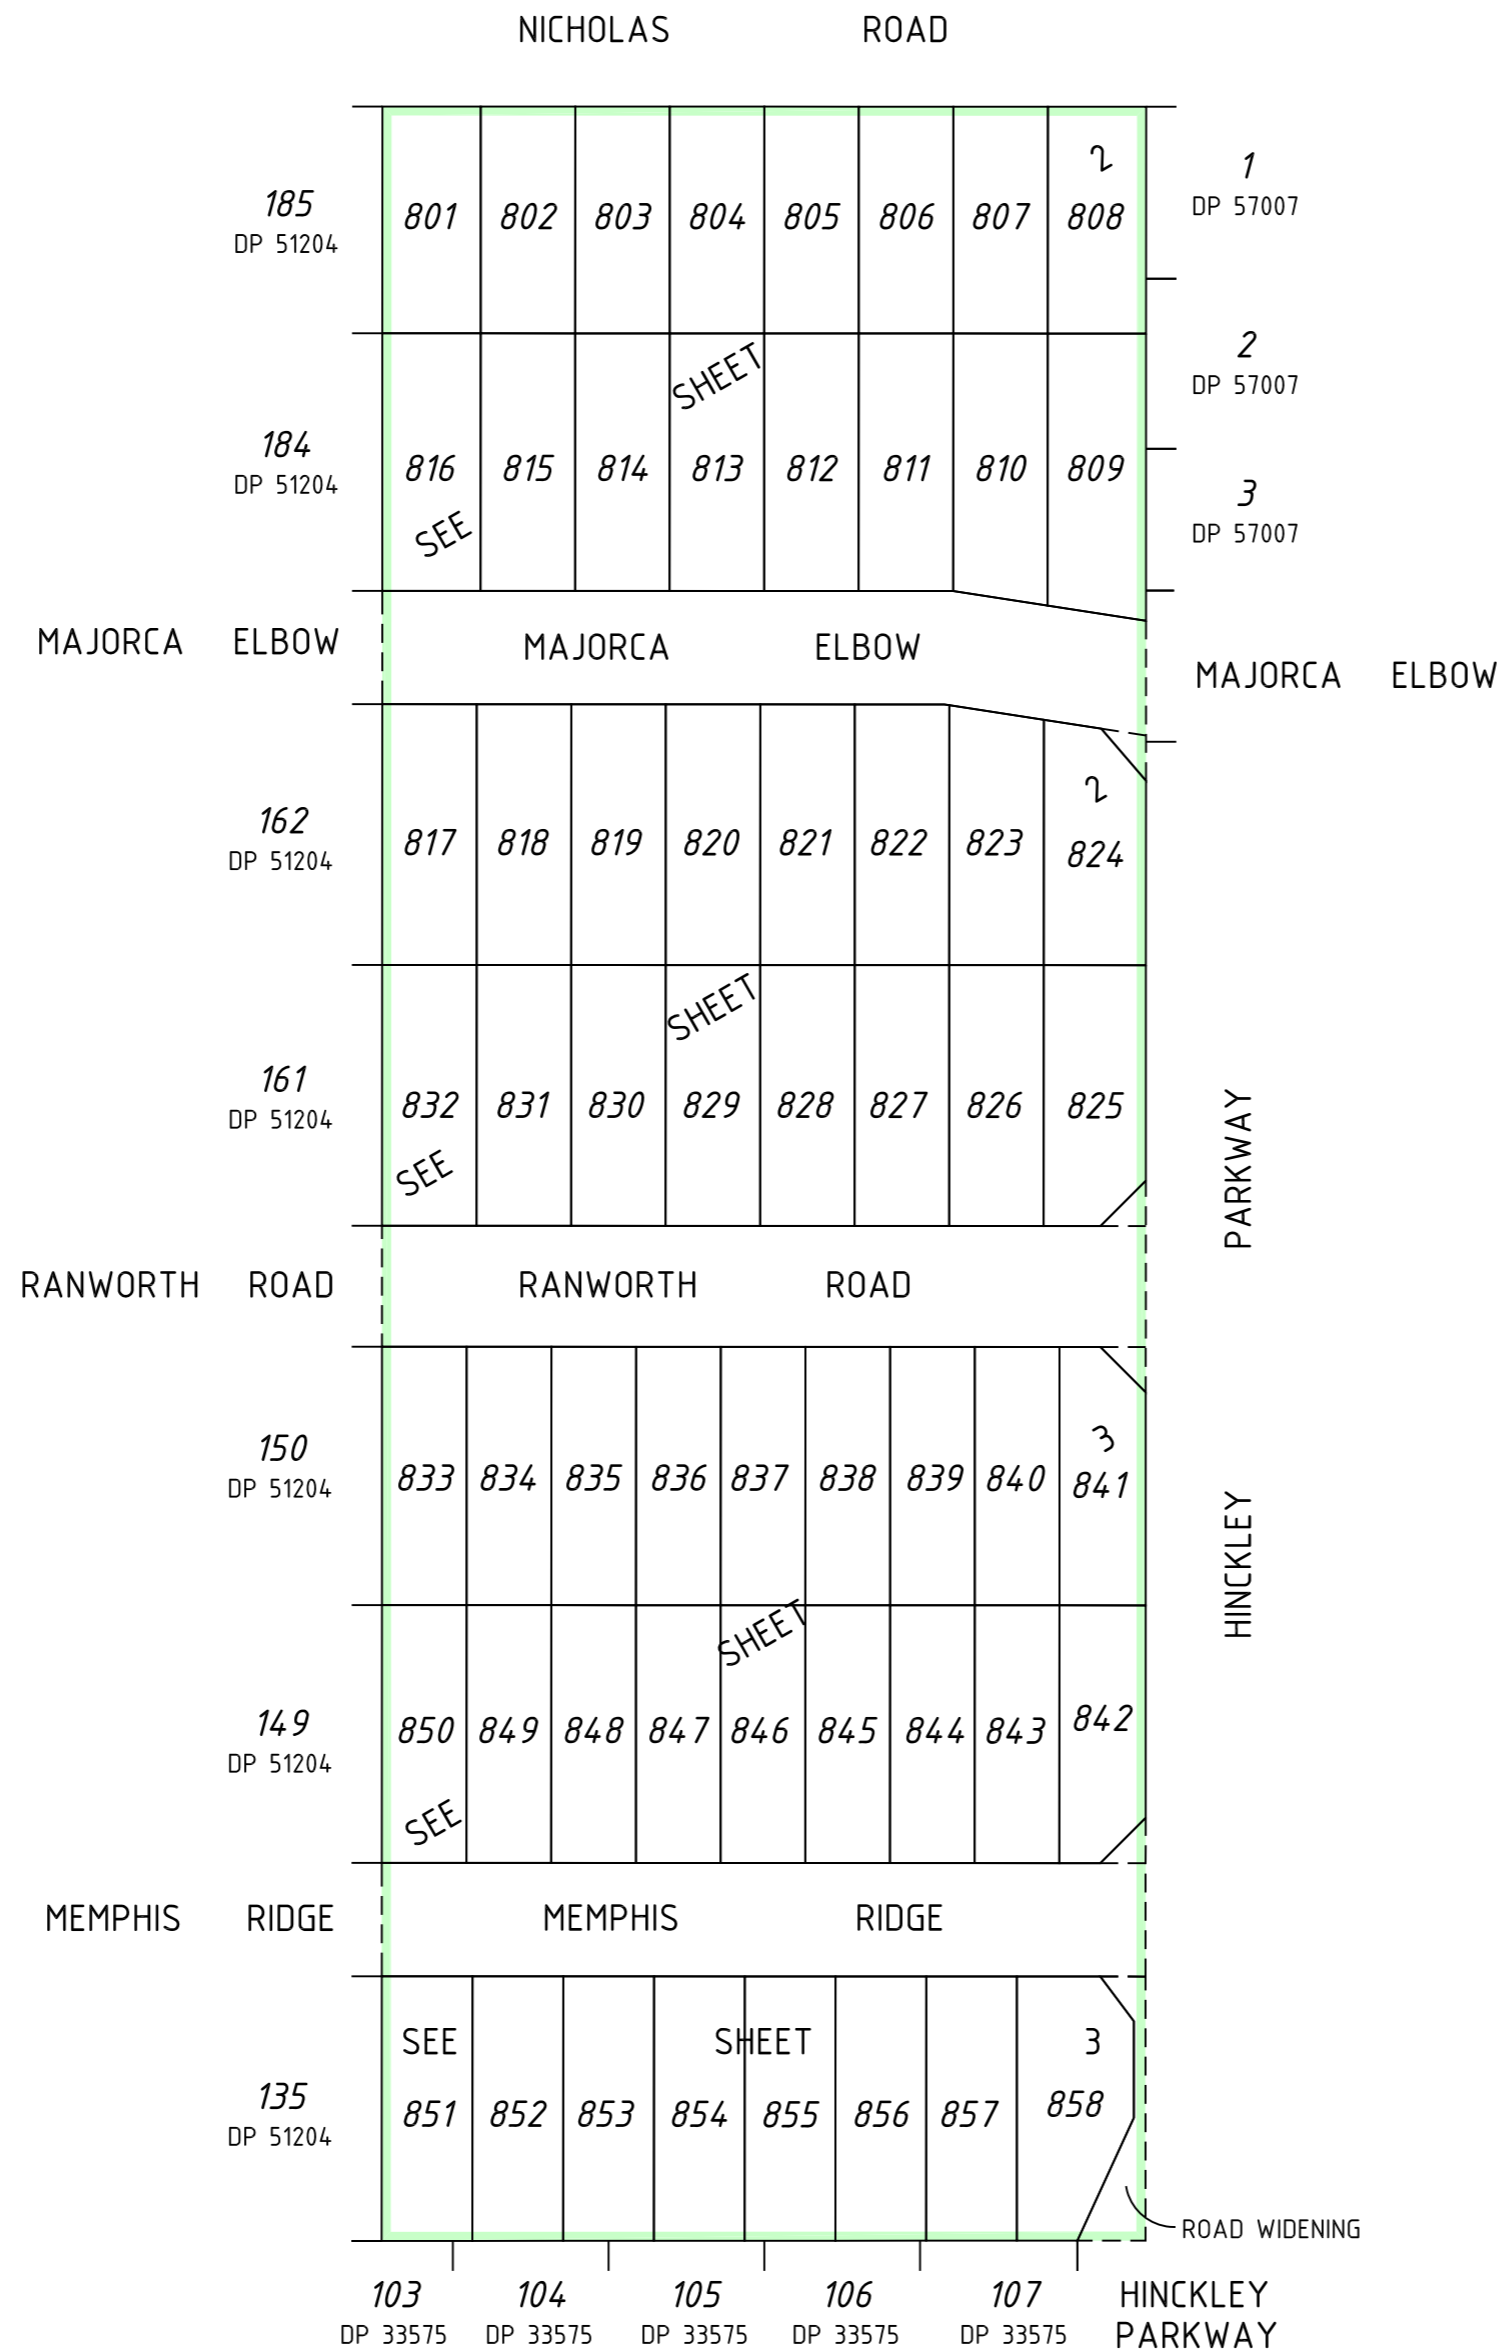 NICHOLAS ROAD
2
1
185
801 802 803 804 805 806 807 808
DP 57007
DP 51204
2
SHEET
DP 57007
184
816 815 814 813 812 811 810 809
DP 51204
3
SEE
DP 57007
MAJORCA ELBOW
MAJORCA ELBOW
MAJORCA ELBOW
2
162
817 818 819 820 821 822 823 824
DP 51204
SHEET
161
832 831 830 829 828 827 826 825
DP 51204
SEE
HINCKLEY PARKWAY
RANWORTH ROAD
RANWORTH ROAD
3
150
833 834 835 836 837 838 839 840 841
DP 51204
SHEET
149
850 849 848 847 846 845 844 843 842
DP 51204
SEE
MEMPHIS RIDGE
MEMPHIS RIDGE
SEE SHEET 3
135
851 852 853 854 855 856 857 858
DP 51204
ROAD WIDENING
103 104 105 106 107
DP 33575 DP 33575 DP 33575 DP 33575 DP 33575
HINCKLEY
PARKWAY